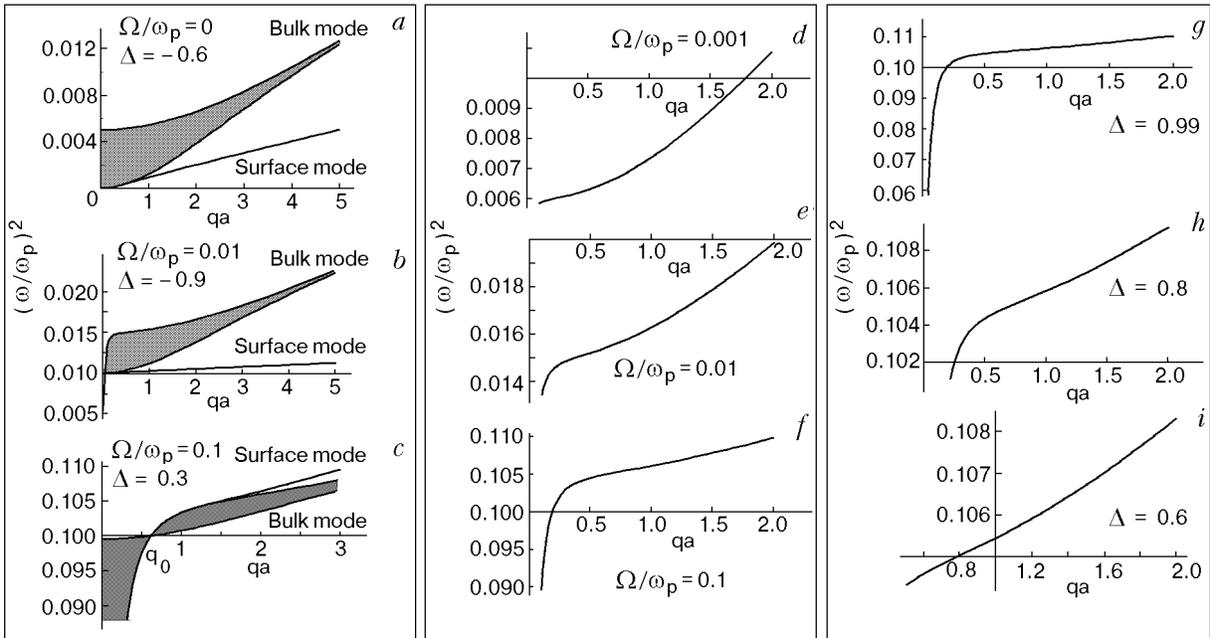 Ω/ωp = 0
Δ = −0.6
Bulk mode
a
0.012
0.008
0.004
Surface mode
0
1
2
3
4
5
qa
(ω/ωp)2
Ω/ωp = 0.01
Δ = −0.9
Bulk mode
b
0.020
0.015
Surface mode
0.010
1
2
3
4
5
0.005
qa
Ω/ωp = 0.1
Surface mode
c
0.110
Δ = 0.3
0.105
Bulk mode
0.100
q0
1
2
3
qa
0.095
0.090
Ω/ωp = 0.001
d
0.5
1.0
1.5
2.0
qa
0.009
0.008
0.007
0.006
(ω/ωp)2
e
0.5
1.0
1.5
2.0
qa
0.018
0.016
Ω/ωp = 0.01
0.014
f
0.110
0.105
0.100
0.5
1.0
1.5
2.0
qa
0.095
0.090
Ω/ωp = 0.1
g
0.11
0.10
0.5
1.0
1.5
2.0
qa
0.09
Δ = 0.99
0.08
0.07
0.06
(ω/ωp)2
h
0.108
0.106
Δ = 0.8
0.104
0.102
0.5
1.0
1.5
2.0
qa
i
0.108
0.107
0.106
Δ = 0.6
0.8
1.2
1.6
2.0
qa